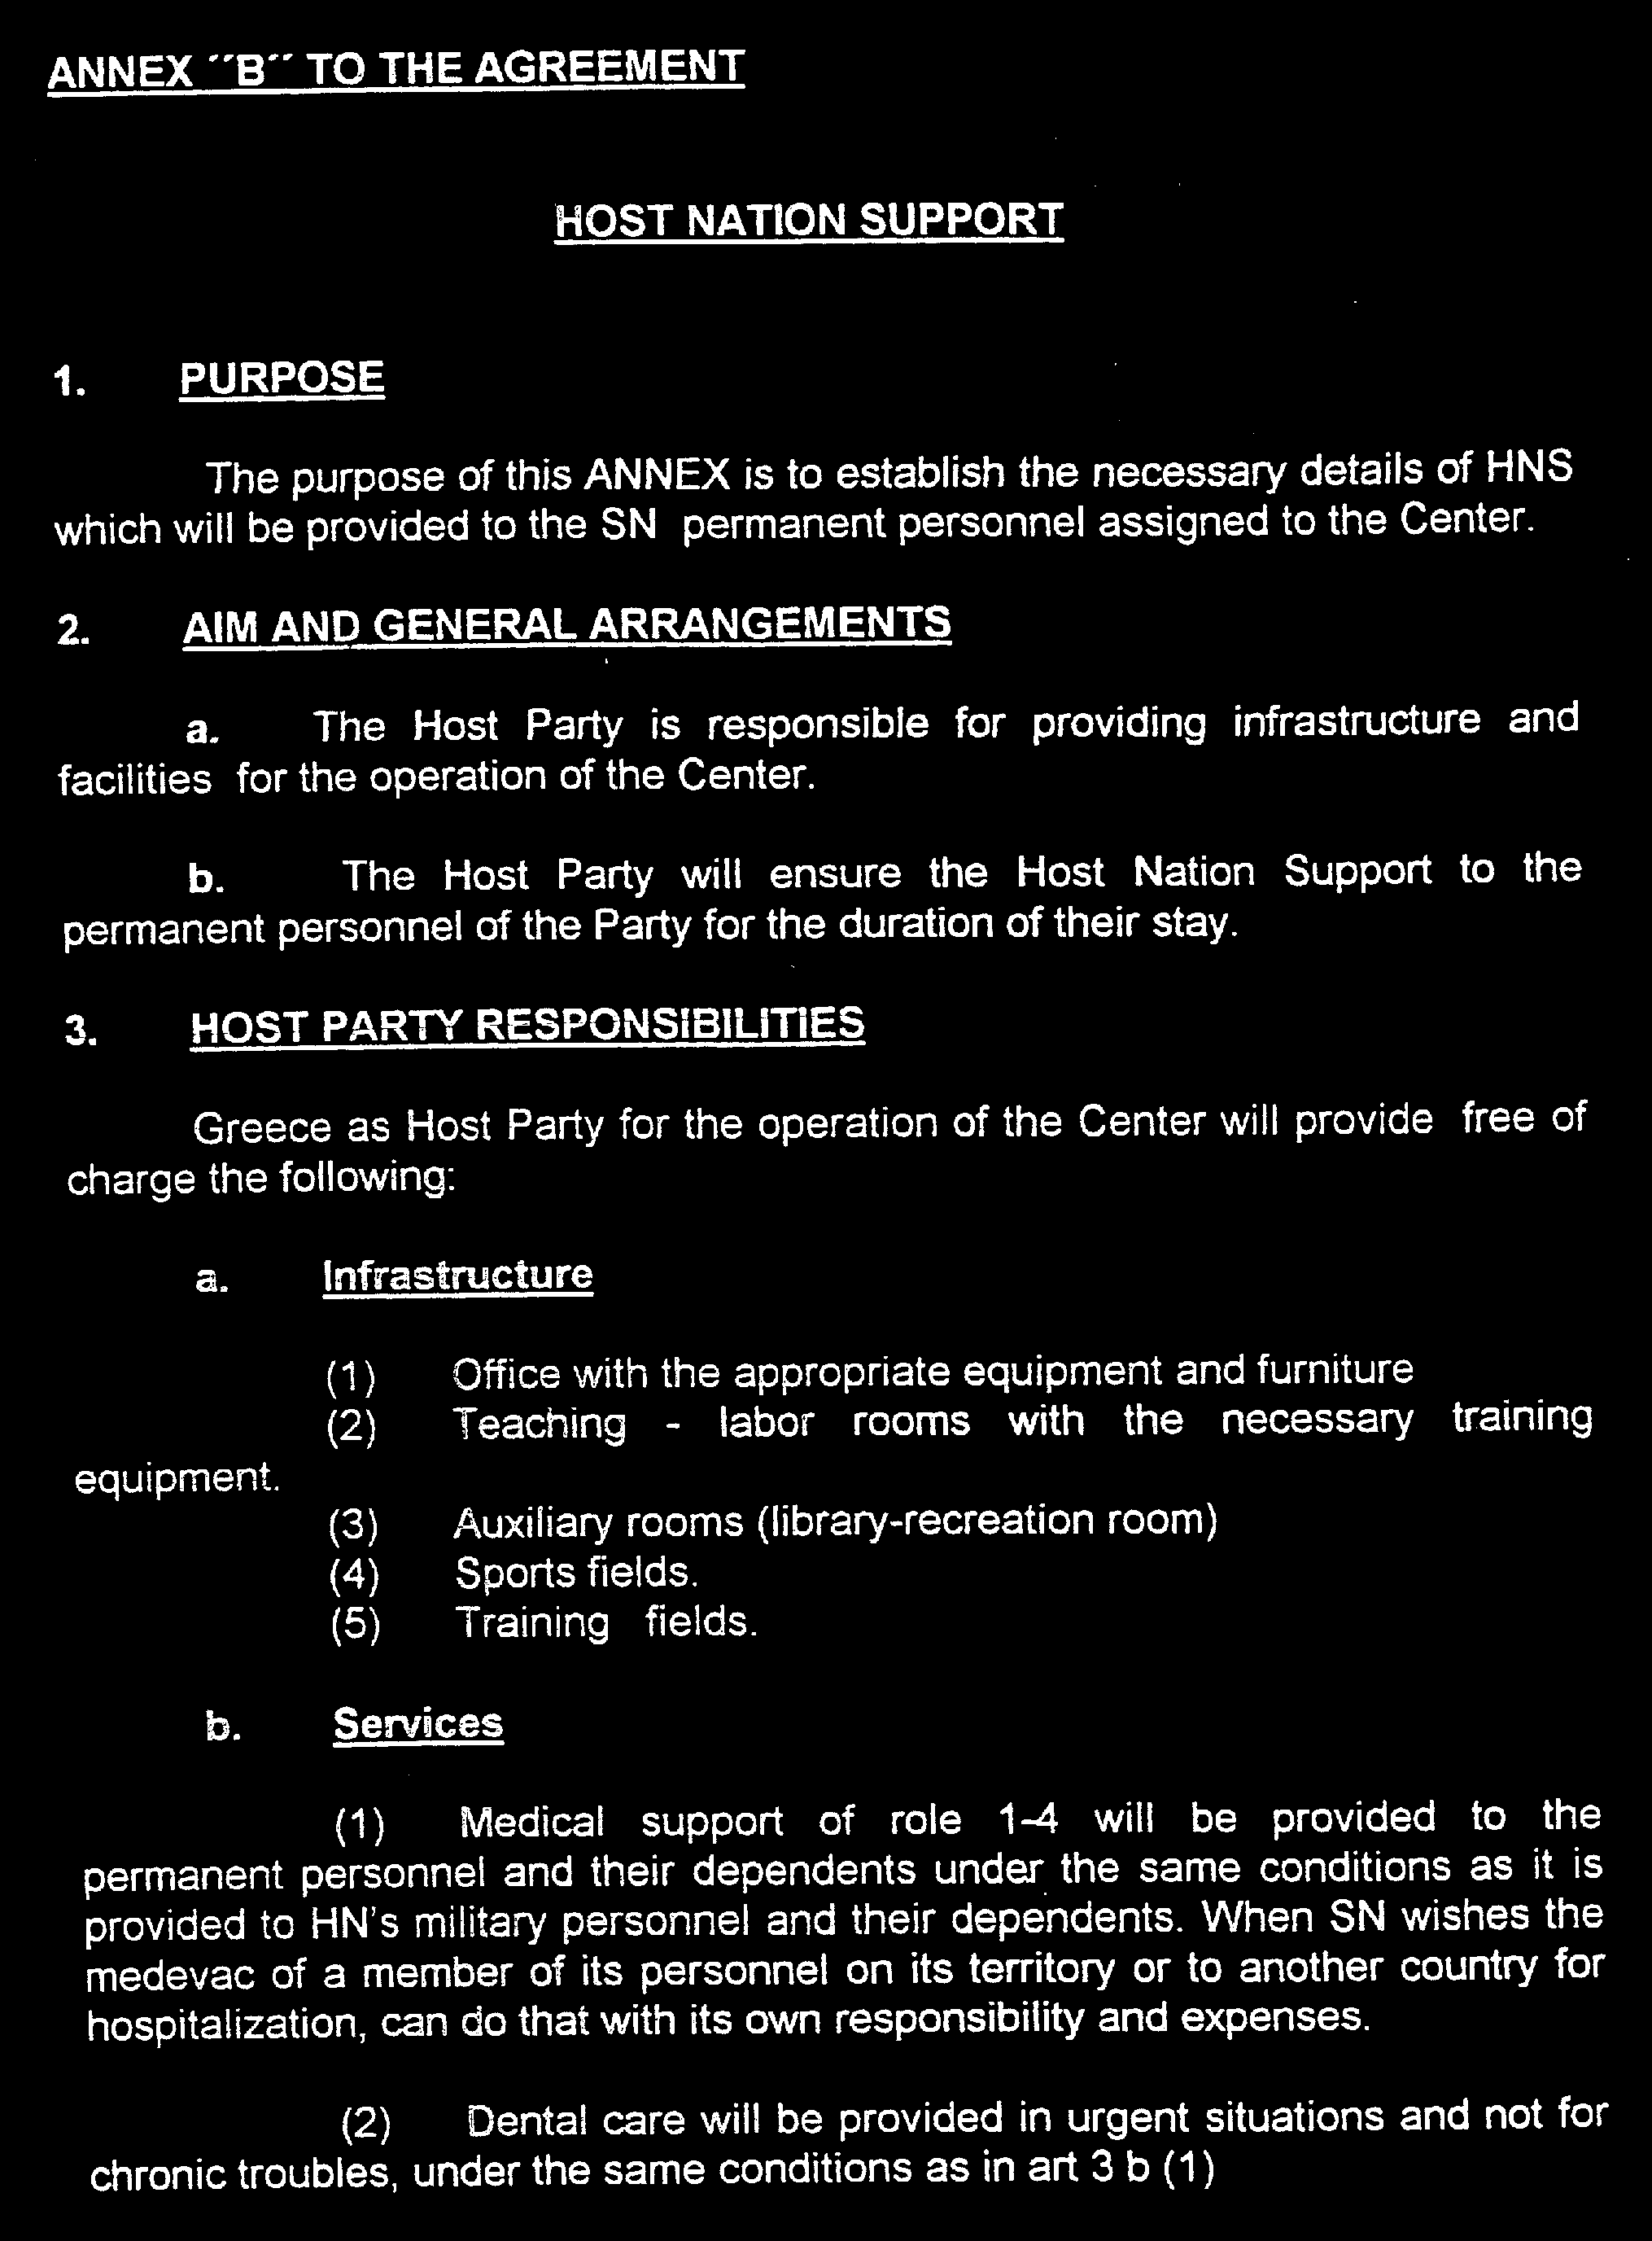 ANNEX ''B'' TO THE AGREEMENT
HOST NATION SUPPORT
1. PURPOSE
The purpose of this ANNEX is to establish the necessary details of HNS
which will be provided to the SN permanent personnel assigned to the Center.
2. AIM AND GENERAL ARRANGEMENTS
a. The Host Party is responsible for providing infrastructure and
facilities for the operation of the Center.
b. The Host Party will ensure the Host Nation Support to the
permanent personnel of the Party for the duration of their stay.
3. HOST PARTY RESPONSIBILITIES
Greece as Host Party for the operation of the Center will provide free of
charge the following:
a. Infrastructure
(1) Office with the appropriate equipment and furniture
(2) Teaching - labor rooms with the necessary training
equipment.
(3) Auxiliary rooms (library-recreation room)
(4) Sports fields.
(5) Training fields.
b. Services
(1) Medical support of role 1-4 will be provided to the
permanent personnel and their dependents under the same conditions as it is
provided to HN's military personnel and their dependents. When SN wishes the
medevac of a member of its personnel on its territory or to another country for
hospitalization, can do that with its own responsibility and expenses.
(2) Dental care will be provided in urgent situations and not for
chronic troubles, under the same conditions as in art 3 b (1)